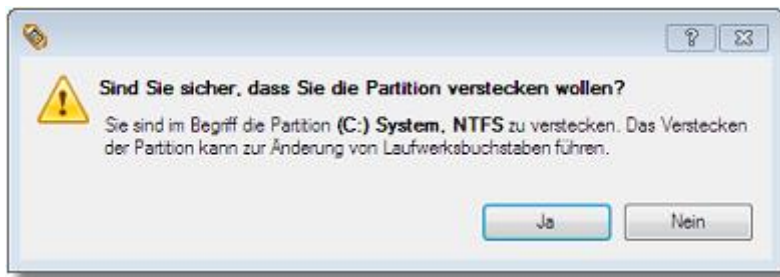 Sind Sie sicher, dass Sie die Partition verstecken wollen?
Sie sind im Begriff die Partition (C:) System, NTFS zu verstecken. Das Verstecken
der Partition kann zur Änderung von Laufwerksbuchstaben führen.
Ja Nein